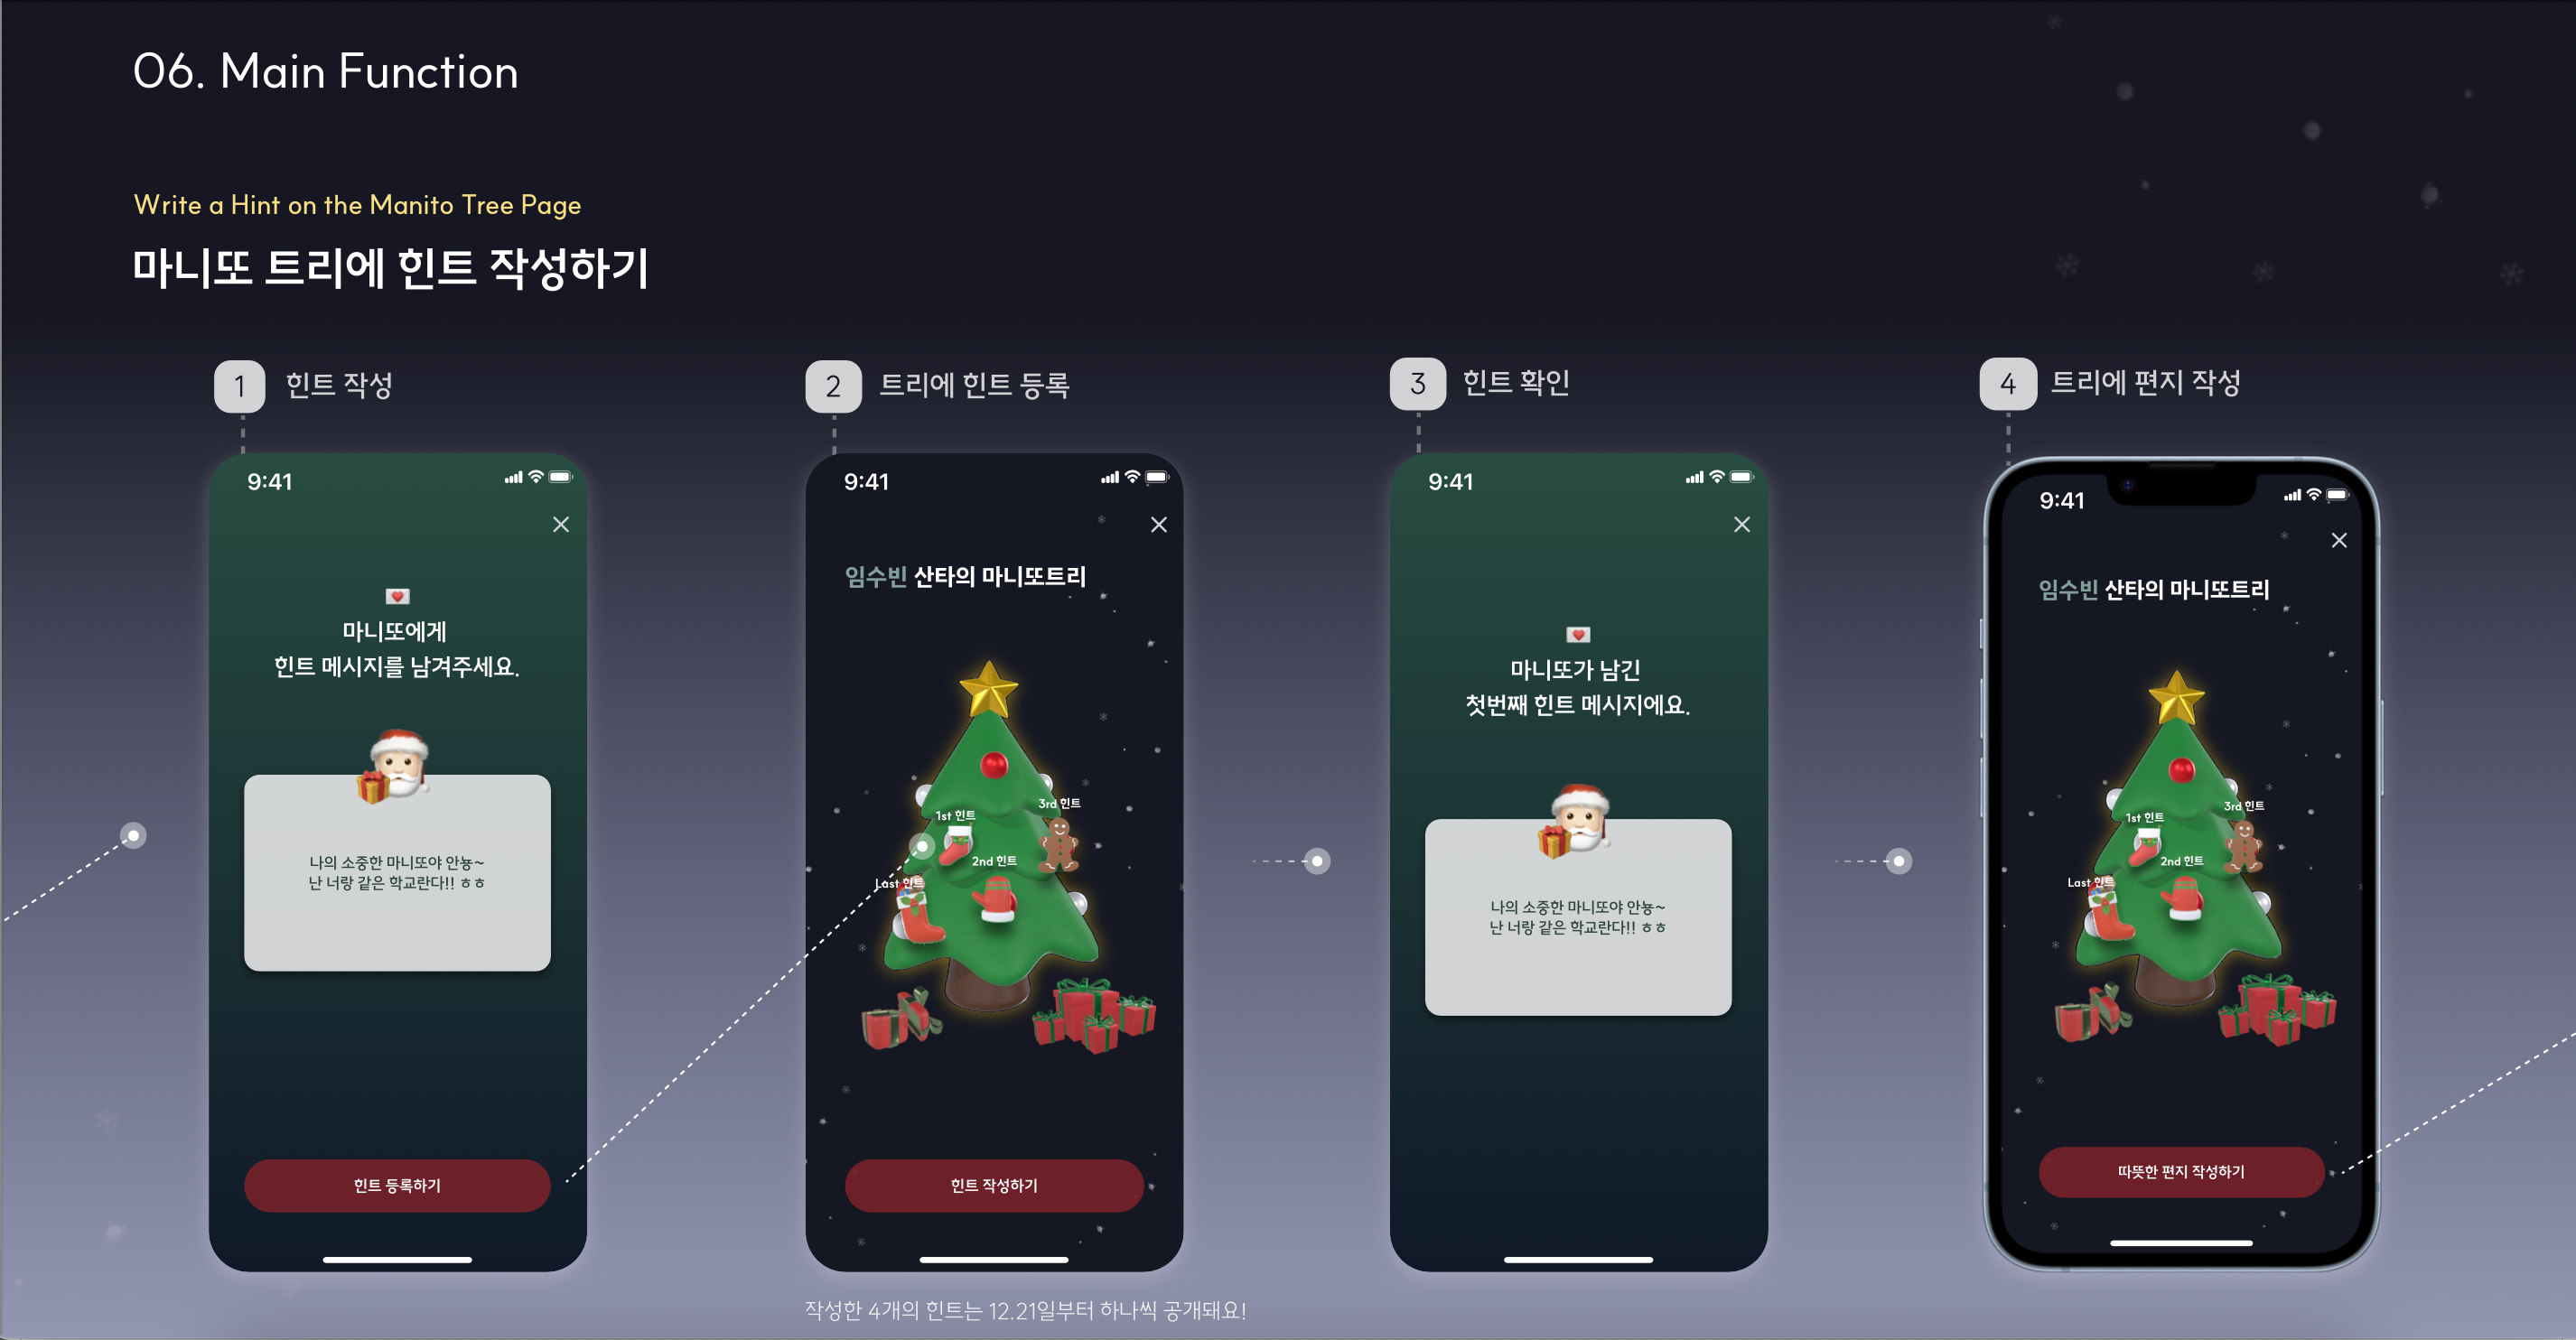 06. Main Function
Write a Hint on the Manito Tree Page
마니또 트리에 힌트 작성하기
1 힌트 작성
9:41
마니또에게
힌트 메시지를 남겨주세요.
나의 소중한 마니또야 안뇽~
난 너랑 같은 학교란다!! ㅎㅎ
힌트 등록하기
2 트리에 힌트 등록
9:41
임수빈 산타의 마니또트리
3rd 힌트
1st 힌트
2nd 힌트
Last 힌트
힌트 작성하기
작성한 4개의 힌트는 12.21일부터 하나씩 공개돼요!
3 힌트 확인
9:41
마니또가 남긴
첫번째 힌트 메시지에요.
나의 소중한 마니또야 안뇽~
난 너랑 같은 학교란다!! ㅎㅎ
4 트리에 편지 작성
9:41
임수빈 산타의 마니또트리
3rd 힌트
1st 힌트
2nd 힌트
Last 힌트
따뜻한 편지 작성하기